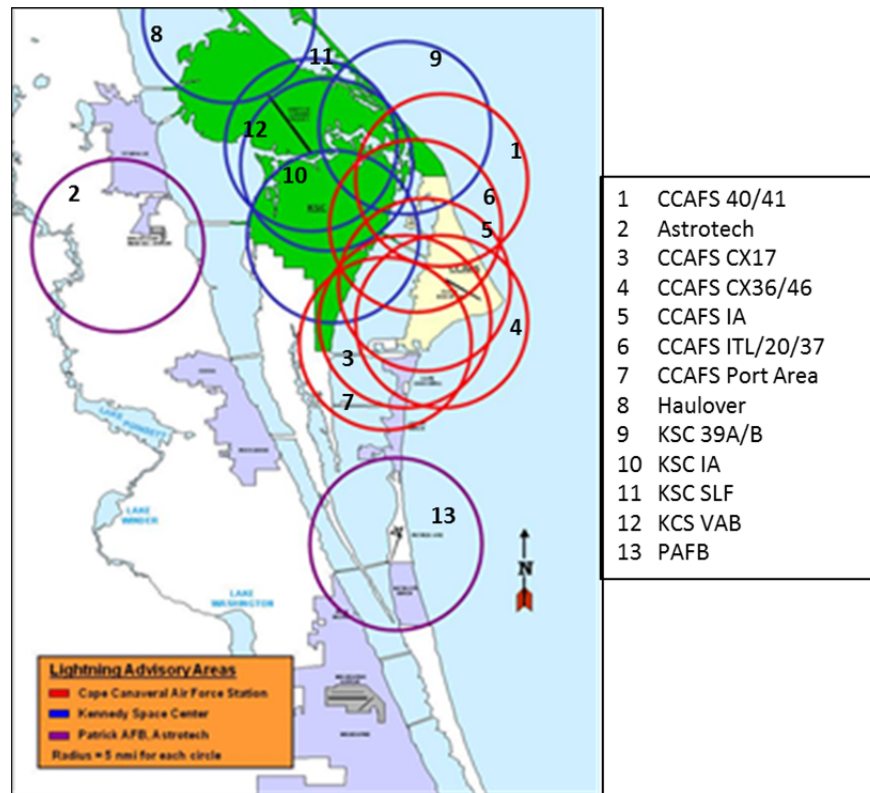 8
11
9
12
1
10
2
6
KSC
5
CCAFS
4
3
7
LAKE POINSETT
LAKE WINDER
13
N
LAKE WASHINGTON
Lightning Advisory Areas
Cape Canaveral Air Force Station
Kennedy Space Center
Patrick AFB, Astrotech
Radius = 5 nmi for each circle
1 CCAFS 40/41
2 Astrotech
3 CCAFS CX17
4 CCAFS CX36/46
5 CCAFS IA
6 CCAFS ITL/20/37
7 CCAFS Port Area
8 Haulover
9 KSC 39A/B
10 KSC IA
11 KSC SLF
12 KCS VAB
13 PAFB